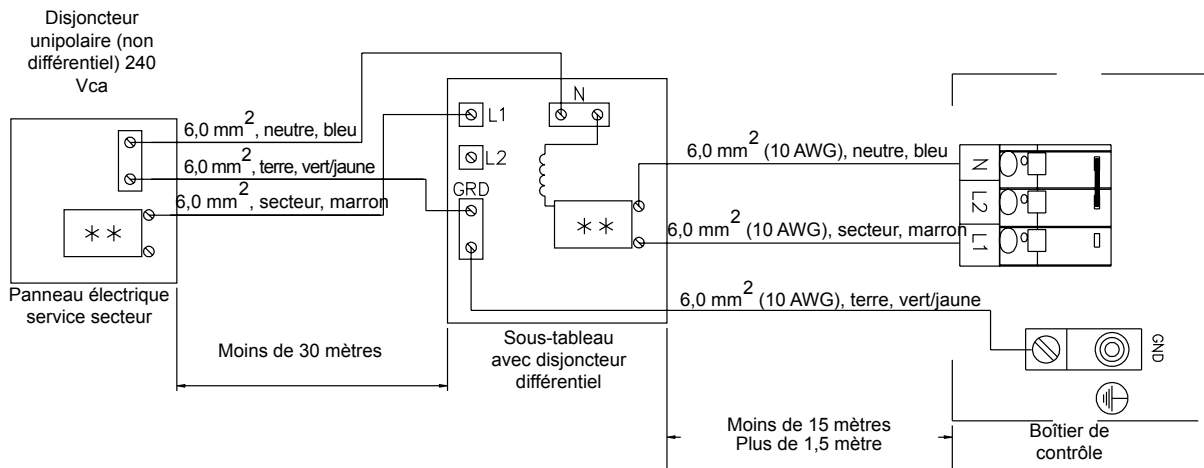 Disjoncteur
unipolaire (non
différentiel) 240
Vca
6,0 mm², neutre, bleu
6,0 mm², terre, vert/jaune
6,0 mm², secteur, marron
**
Panneau électrique
service secteur
Moins de 30 mètres
N
L1
L2
GRD
**
Sous-tableau
avec disjoncteur
différentiel
6,0 mm² (10 AWG), neutre, bleu
6,0 mm² (10 AWG), secteur, marron
6,0 mm² (10 AWG), terre, vert/jaune
Moins de 15 mètres
Plus de 1,5 mètre
N
L2
L1
GND
Boîtier de
contrôle